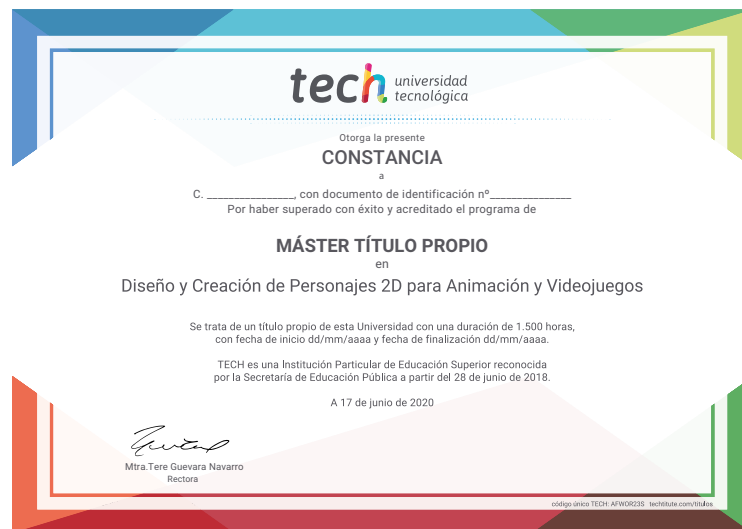 tech universidad
tecnológica
Otorga la presente
CONSTANCIA
a
C. ________________, con documento de identificación nº_______________
Por haber superado con éxito y acreditado el programa de
MÁSTER TÍTULO PROPIO
en
Diseño y Creación de Personajes 2D para Animación y Videojuegos
Se trata de un título propio de esta Universidad con una duración de 1.500 horas,
con fecha de inicio dd/mm/aaaa y fecha de finalización dd/mm/aaaa.
TECH es una Institución Particular de Educación Superior reconocida
por la Secretaría de Educación Pública a partir del 28 de junio de 2018.
A 17 de junio de 2020
Mtra.Tere Guevara Navarro
Rectora
código único TECH: AFWOR23S techtitute.com/titulos